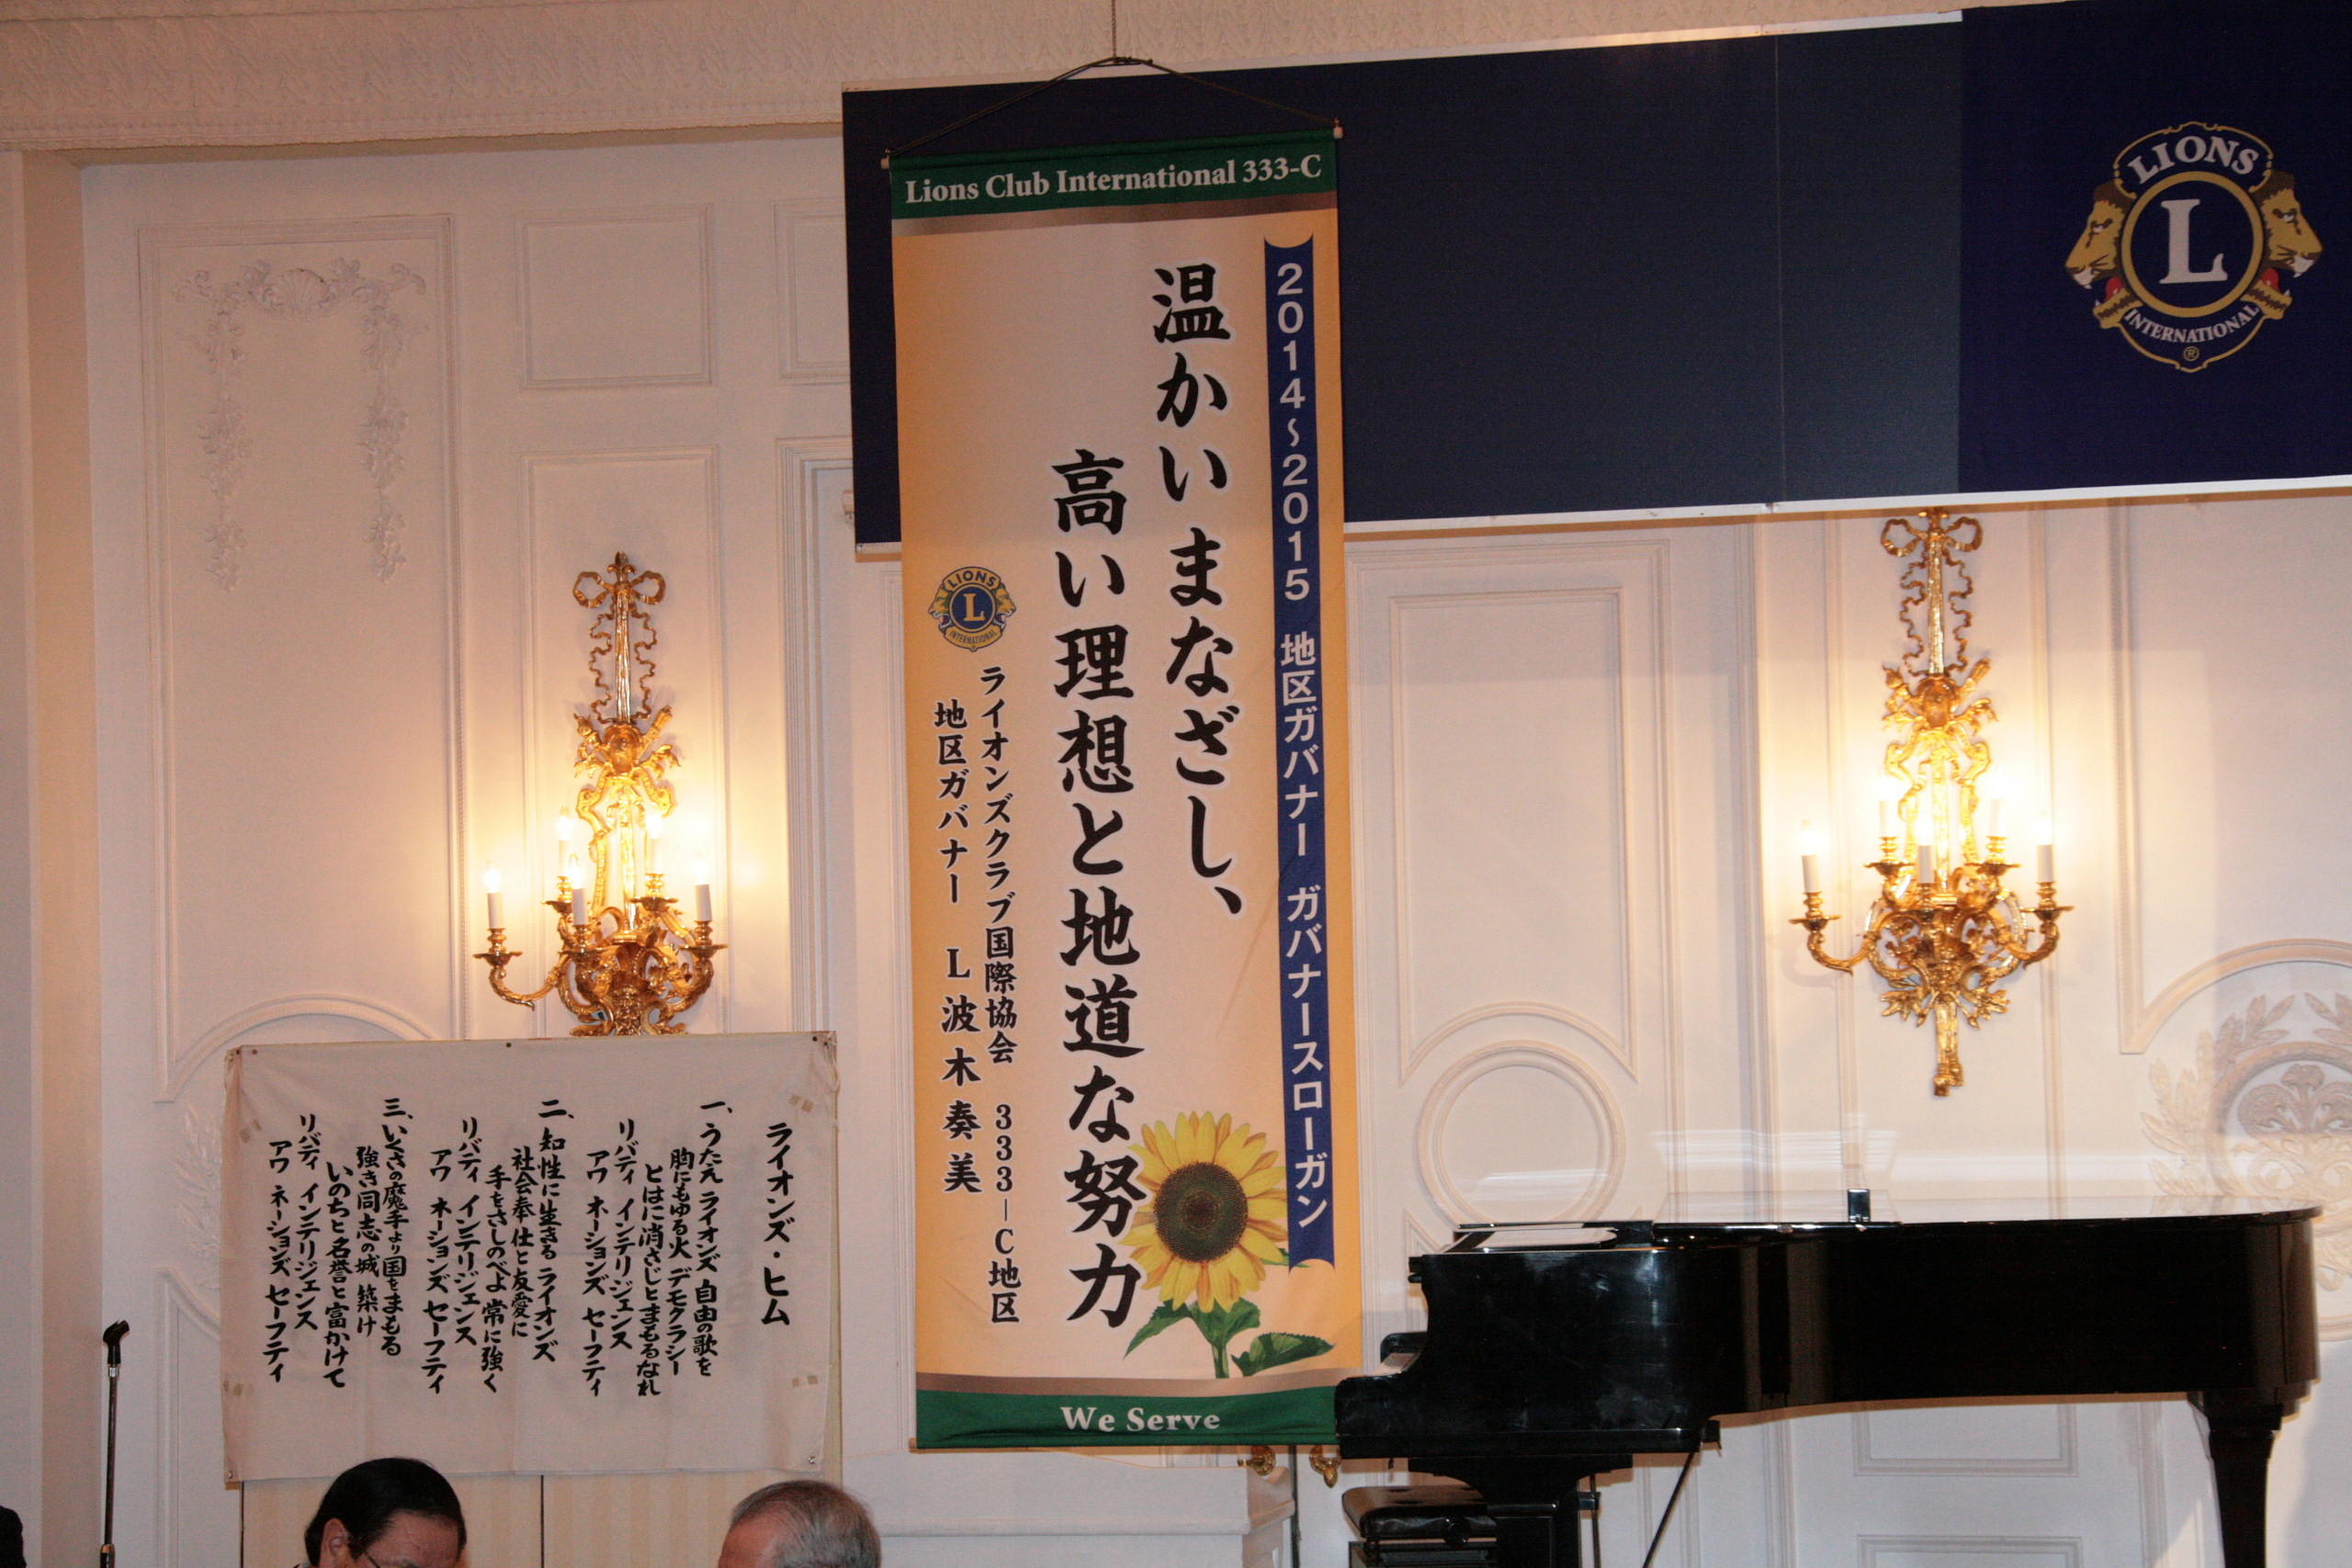 Lions Club International 333-C
2014〜2015 地区ガバナー ガバナースローガン
温かいまなざし、
高い理想と地道な努力
ライオンズクラブ国際協会 333－C地区
地区ガバナー L 波木奏美
LIONS
L
INTERNATIONAL
We Serve
LIONS
L
INTERNATIONAL
®
ライオンズ・ヒム
一、うたえ ライオンズ 自由の歌を
胸にもゆる火 デモクラシー
とはに消さじとまもるなれ
リバティ インテリジェンス
アワ ネーションズ セーフティ
二、知性に生きる ライオンズ
社会奉仕と友愛に
手をさしのべよ 常に強く
リバティ インテリジェンス
アワ ネーションズ セーフティ
三、いくさの魔手より国をまもる
強き同志の城 築け
いのちと名誉と富かけて
リバティ インテリジェンス
アワ ネーションズ セーフティ